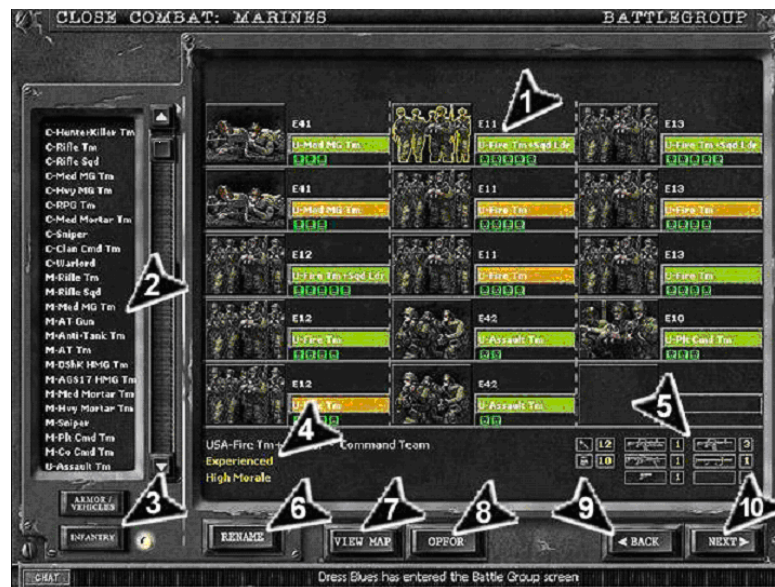 CLOSE COMBAT: MARINES
BATTLEGROUP
C-HunterKiller Tm
C-Rifle Tm
C-Rifle Sqd
C-Med MG Tm
C-Hvy MG Tm
C-RPG Tm
C-Med Mortar Tm
C-Sniper
C-Clan Cmd Tm
C-Warlord
M-Rifle Tm
M-Rifle Sqd
M-Med MG Tm
M-AT Gun
M-Anti-Tank Tm
M-AT Tm
M-DShK HMG Tm
M-AGS17 HMG Tm
M-Med Mortar Tm
M-Hvy Mortar Tm
M-Sniper
M-Plt Cmd Tm
M-Co Cmd Tm
U-Assault Tm
2
ARMOR / VEHICLES
INFANTRY
3
1
E41
U-Med MG Tm
E11
U-Fire Tm+Sqd Ldr
E13
U-Fire Tm+Sqd Ldr
E41
U-Med MG Tm
E11
U-Fire Tm
E13
U-Fire Tm
E12
U-Fire Tm+Sqd Ldr
E11
U-Fire Tm
E13
U-Fire Tm
E12
U-Fire Tm
E42
U-Assault Tm
E10
U-Plt Cmd Tm
E12
U-Fire Tm
E42
U-Assault Tm
4
5
USA-Fire Tm+ Command Team
Experienced
High Morale
12 1 3
10 1 1
1
6
7
8
9
10
RENAME
VIEW MAP
OPFOR
BACK
NEXT
CHAT
Dress Blues has entered the Battle Group screen